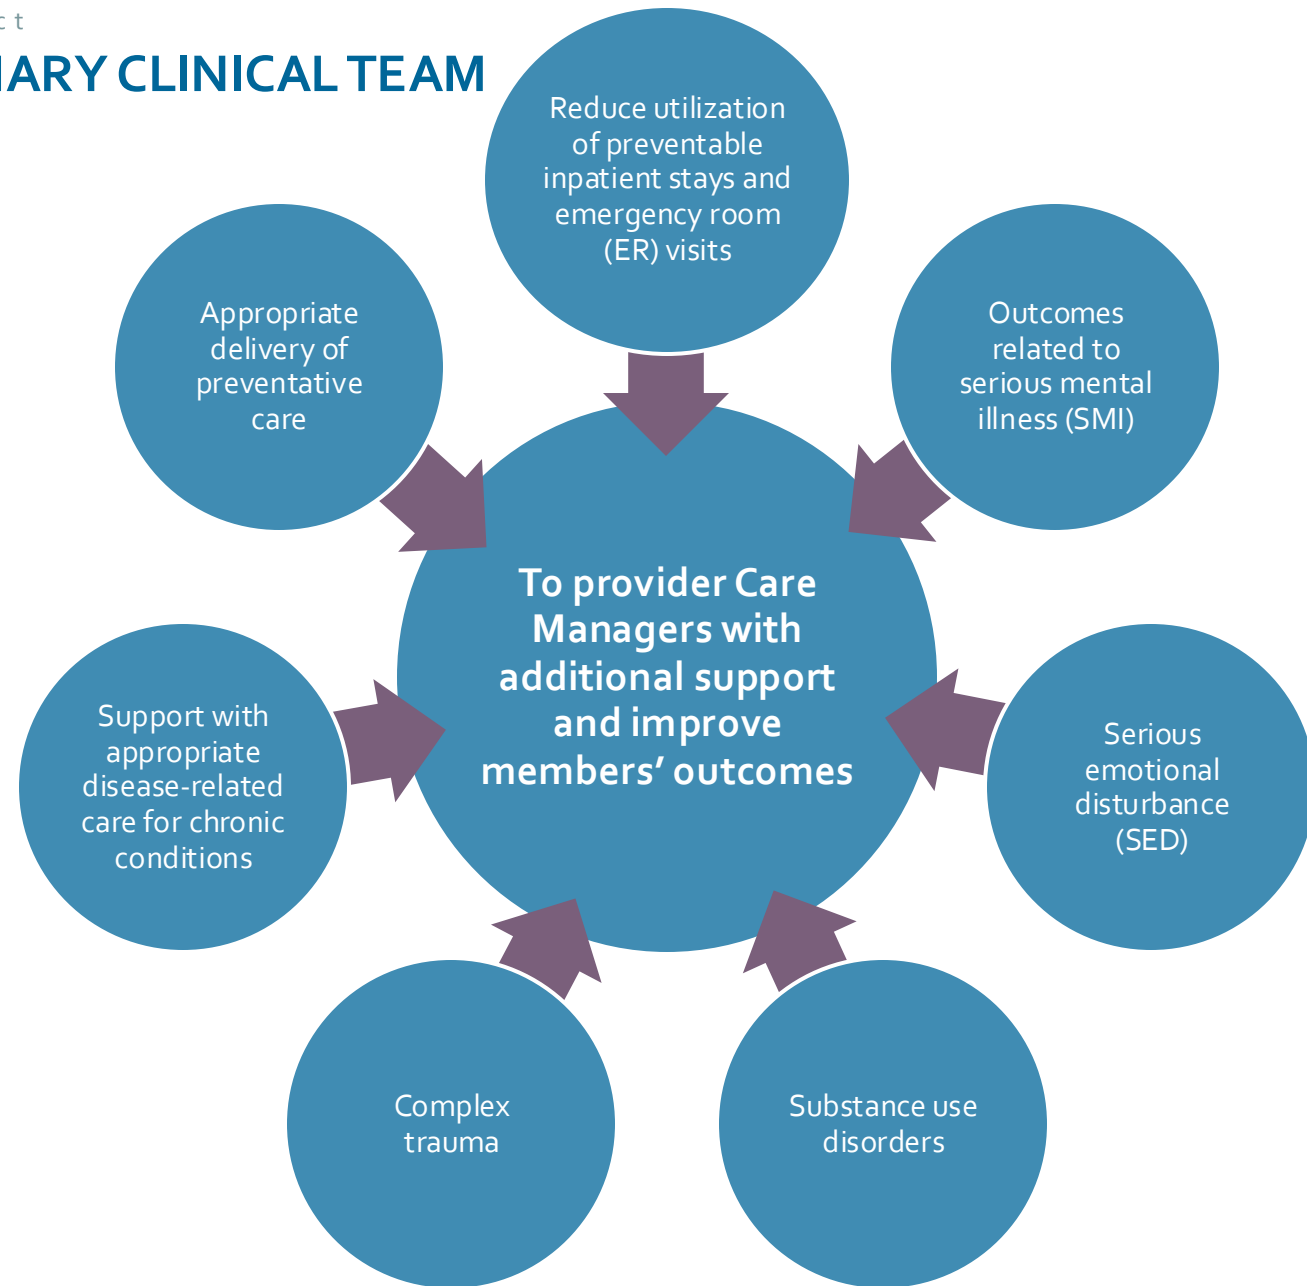 ct
IARY CLINICAL TEAM
Reduce utilization
of preventable
inpatient stays and
emergency room
(ER) visits
Outcomes
related to
serious mental
illness (SMI)
Serious
emotional
disturbance
(SED)
Substance use
disorders
Complex
trauma
Support with
appropriate
disease-related
care for chronic
conditions
Appropriate
delivery of
preventative
care
To provider Care
Managers with
additional support
and improve
members’ outcomes